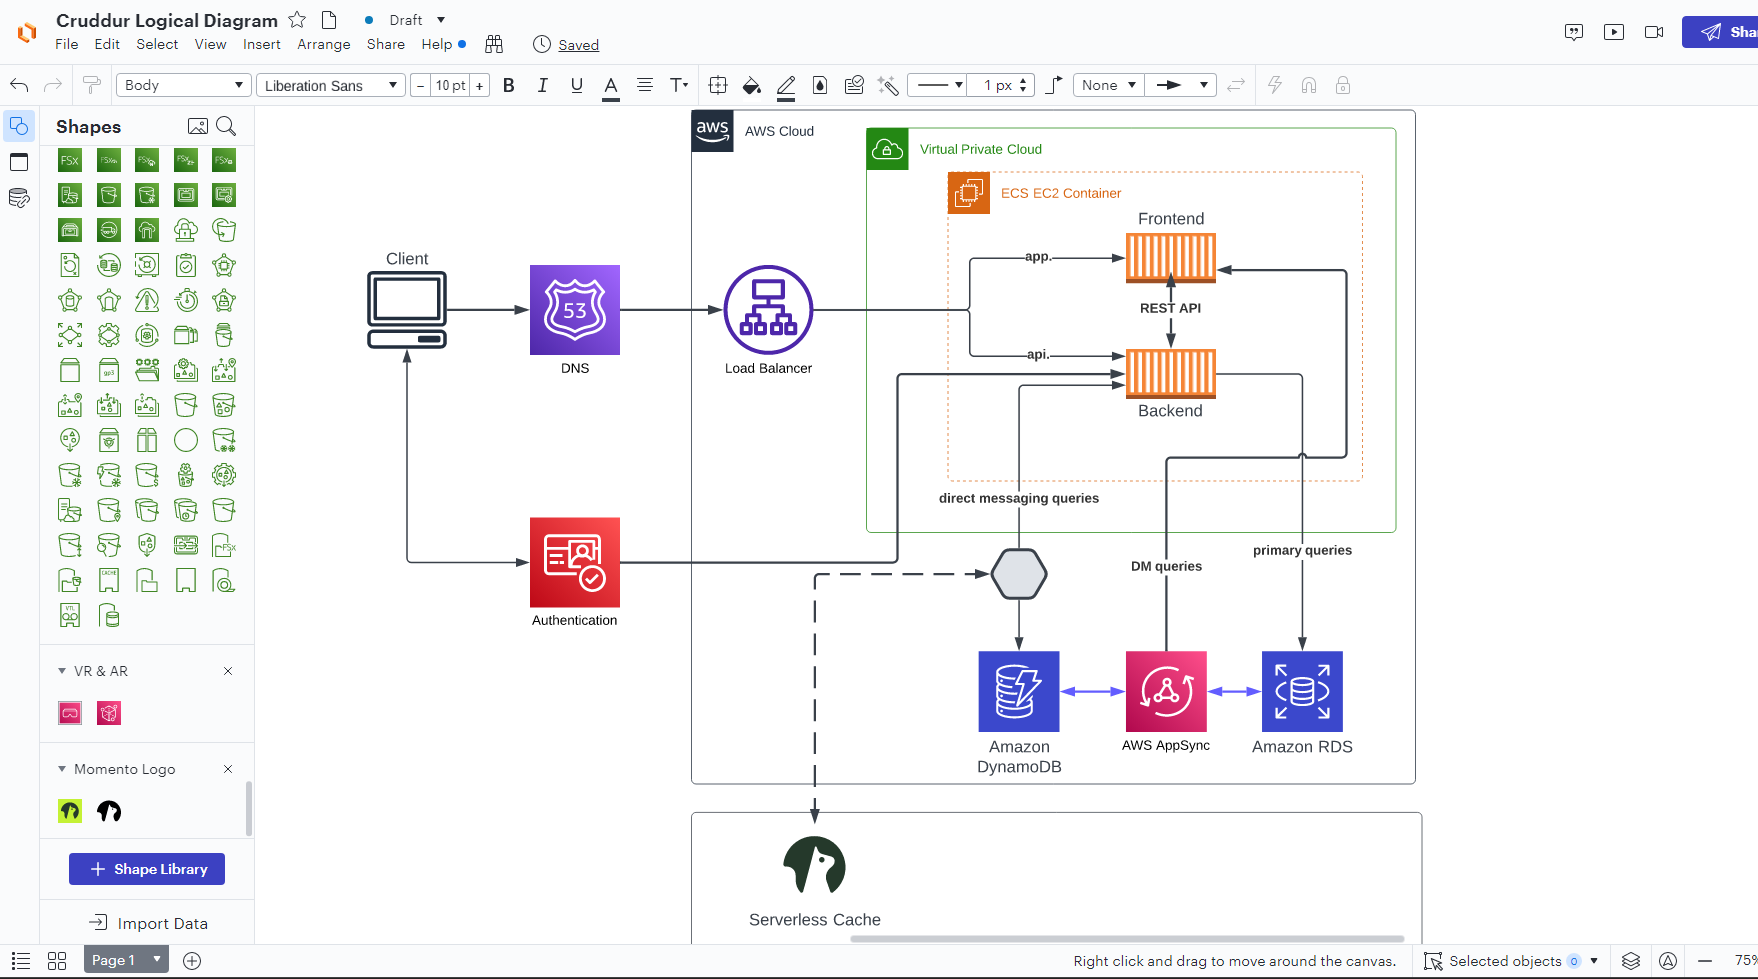 Cruddur Logical Diagram
Draft
File Edit Select View Insert Arrange Share Help
Saved
Sha
Body
Liberation Sans
− 10 pt +
B I U A T
1 px
None
Shapes
FSx
aws
AWS Cloud
Virtual Private Cloud
ECS EC2 Container
Frontend
app.
Client
REST API
53
api.
DNS
Load Balancer
gp3
Backend
direct messaging queries
primary queries
DM queries
FSx
CACHE
VTL
Authentication
VR & AR
Amazon
DynamoDB
AWS AppSync
Amazon RDS
Momento Logo
+ Shape Library
Serverless Cache
Import Data
Page 1
Right click and drag to move around the canvas.
Selected objects 0
75%